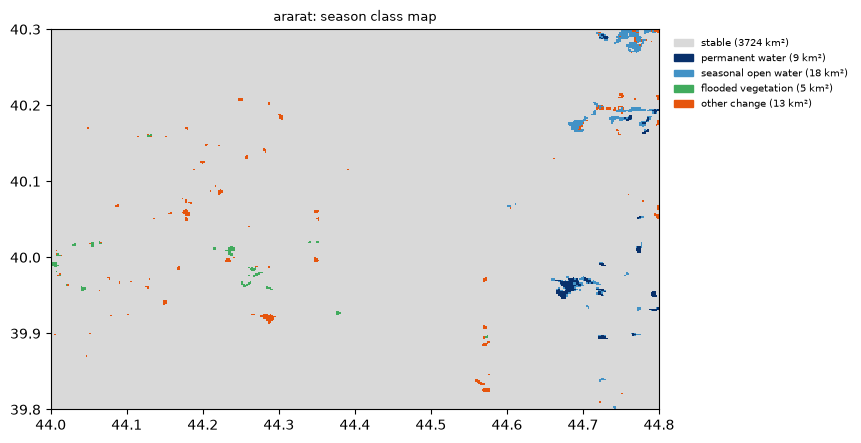 ararat: season class map
40.3
40.2
40.1
40.0
39.9
39.8
44.0 44.1 44.2 44.3 44.4 44.5 44.6 44.7 44.8
stable (3724 km²)
permanent water (9 km²)
seasonal open water (18 km²)
flooded vegetation (5 km²)
other change (13 km²)